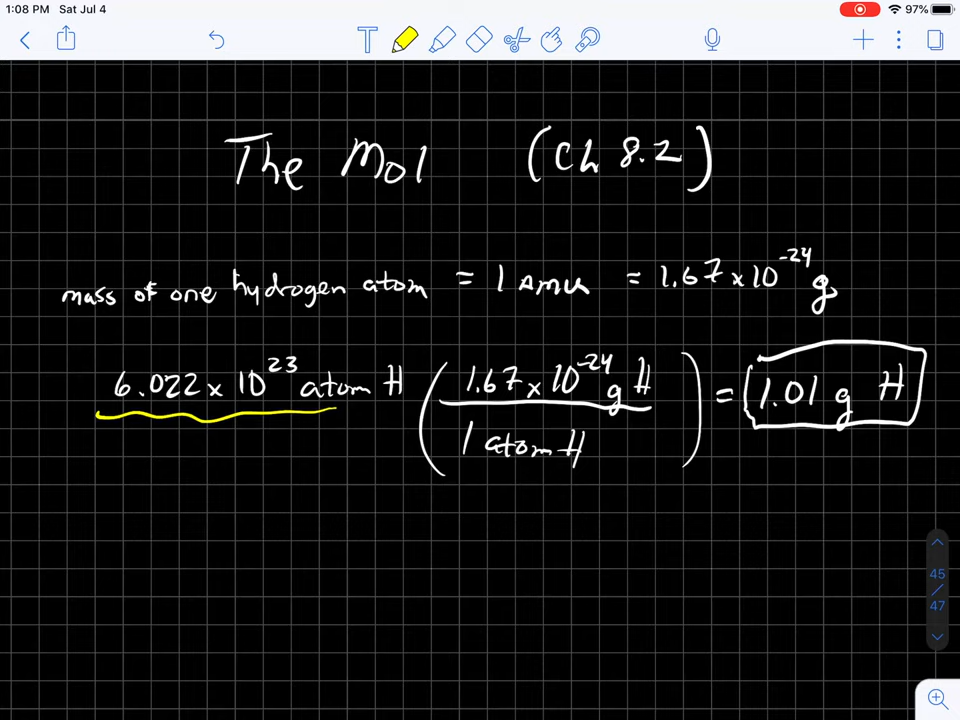 1:08 PM Sat Jul 4 97%
The Mol (Ch 8.2)
mass of one hydrogen atom = 1 amu = 1.67 x 10^-24 g
6.022 x 10^23 atom H (1.67 x 10^-24 g H / 1 atom H) = 1.01 g H
45
/
47